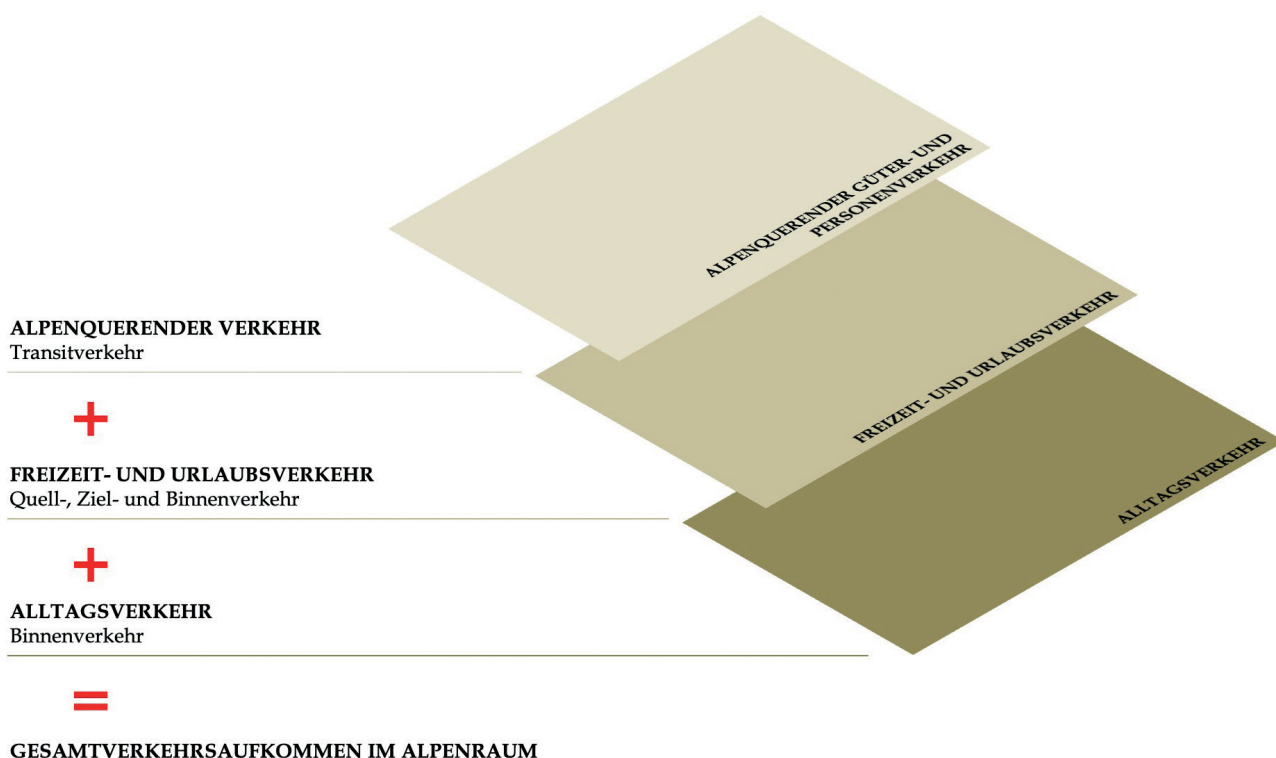 ALPENQUERENDER GÜTER- UND
PERSONENVERKEHR
FREIZEIT- UND URLAUBSVERKEHR
ALLTAGSVERKEHR
ALPENQUERENDER VERKEHR
Transitverkehr
+
FREIZEIT- UND URLAUBSVERKEHR
Quell-, Ziel- und Binnenverkehr
+
ALLTAGSVERKEHR
Binnenverkehr
=
GESAMTVERKEHRSAUFKOMMEN IM ALPENRAUM